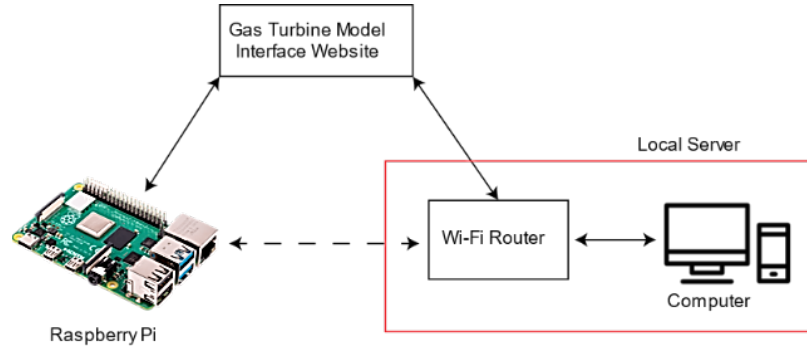 Gas Turbine Model
Interface Website
Local Server
Wi-Fi Router
Computer
Raspberry Pi